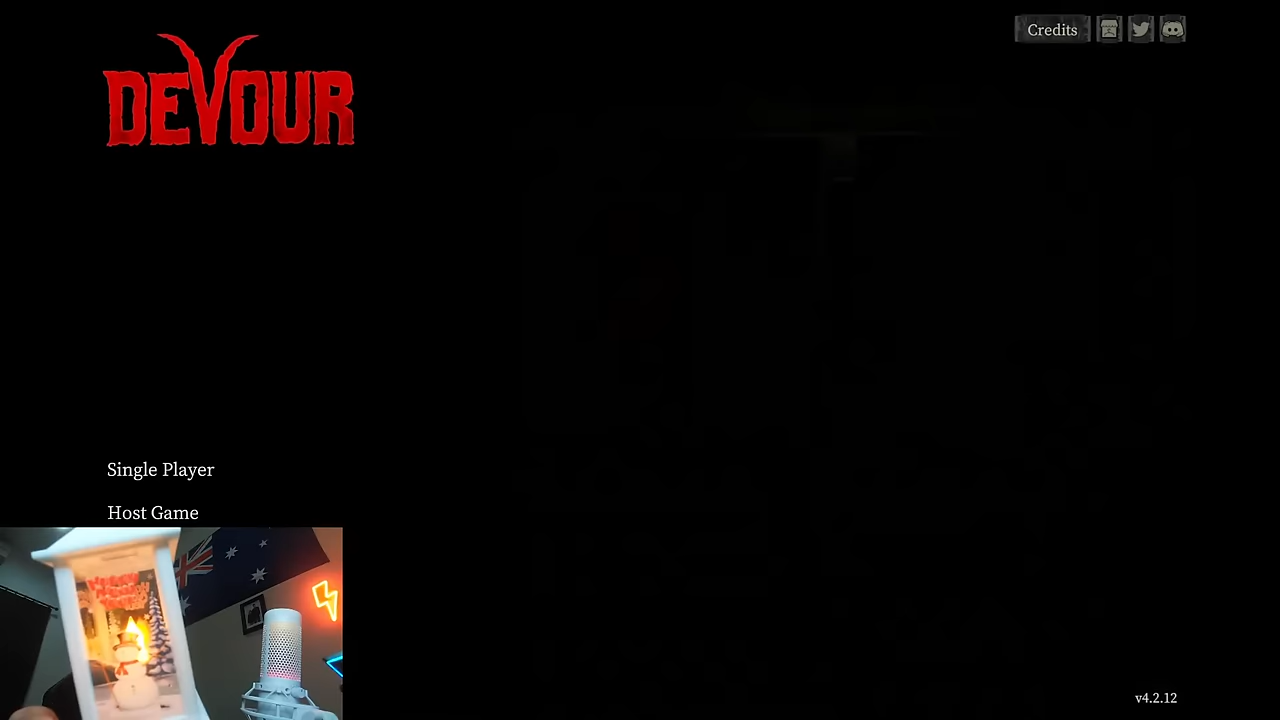 Credits
DEVOUR
Single Player
Host Game
v4.2.12